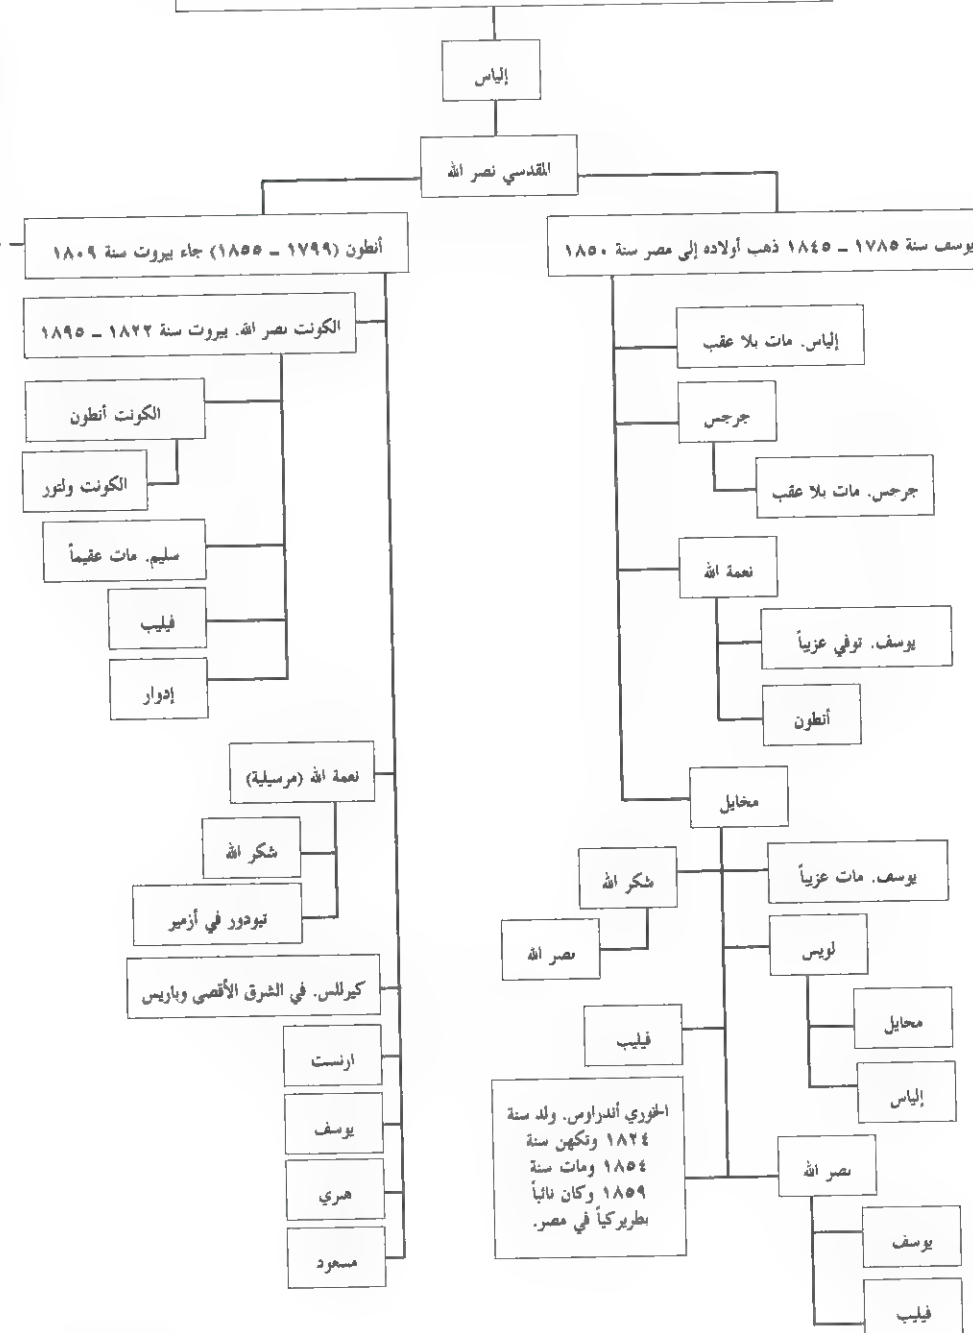 إلياس
المقدسي نصر الله
يوسف سنة ١٧٨٥ – ١٨٤٥ ذهب أولاده إلى مصر سنة ١٨٥٠
إلياس. مات بلا عقب
جرجس
جرجس. مات بلا عقب
نعمة الله
يوسف. توفي عزيباً
أنطون
مخايل
يوسف. مات عزيباً
شكر الله
نصر الله
لويس
مخايل
إلياس
فيليب
الخوري أندراوس. ولد سنة
١٨٢٤ وتكهن سنة
١٨٥٤ ومات سنة
١٨٥٩ وكان نائباً
بطريركياً في مصر.
نصر الله
يوسف
فيليب
أنطون (١٧٩٩ – ١٨٥٥) جاء بيروت سنة ١٨٠٩
الكونت نصر الله. بيروت سنة ١٨٢٢ – ١٨٩٥
الكونت أنطون
الكونت ولتور
سليم. مات عقيماً
فيليب
إدوار
نعمة الله (مرسيلية)
شكر الله
تيودور في أزمير
كيرللس. في الشرق الأقصى وباريس
ارنست
يوسف
هنري
مسعود